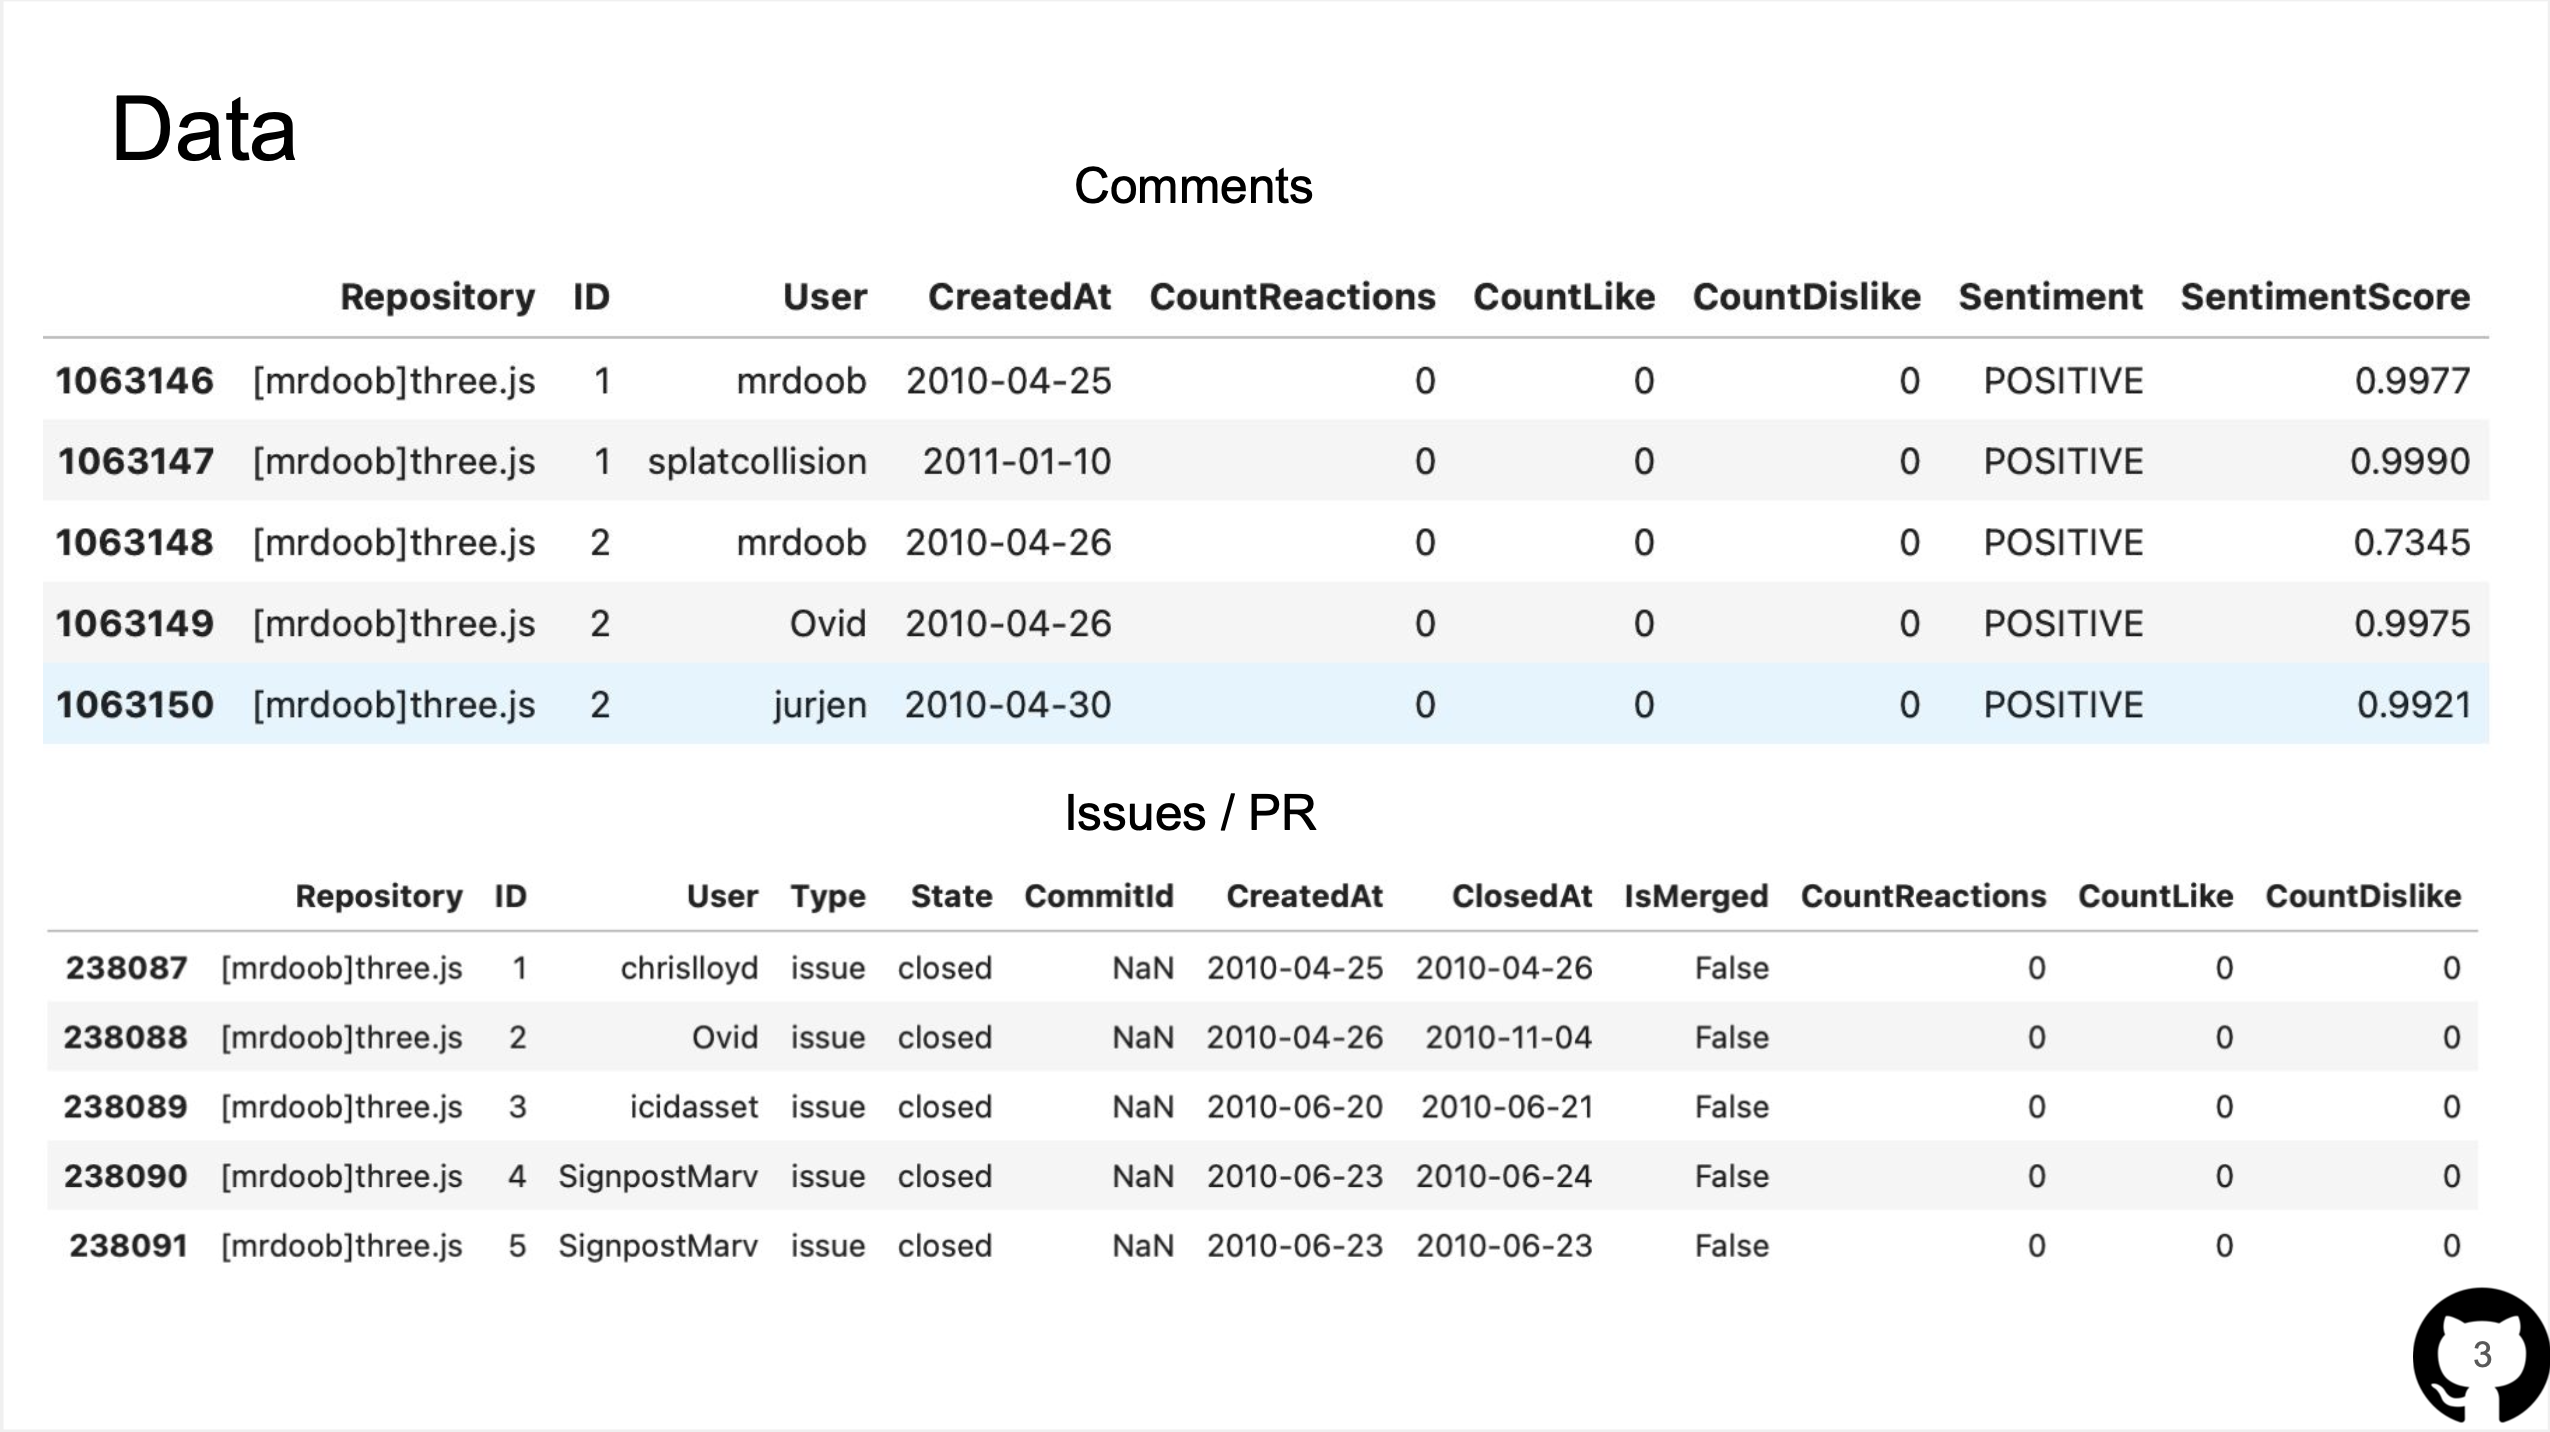 Data
Comments
Repository ID User CreatedAt CountReactions CountLike CountDislike Sentiment SentimentScore
1063146 [mrdoob]three.js 1 mrdoob 2010-04-25 0 0 0 POSITIVE 0.9977
1063147 [mrdoob]three.js 1 splatcollision 2011-01-10 0 0 0 POSITIVE 0.9990
1063148 [mrdoob]three.js 2 mrdoob 2010-04-26 0 0 0 POSITIVE 0.7345
1063149 [mrdoob]three.js 2 Ovid 2010-04-26 0 0 0 POSITIVE 0.9975
1063150 [mrdoob]three.js 2 jurjen 2010-04-30 0 0 0 POSITIVE 0.9921
Issues / PR
Repository ID User Type State CommitId CreatedAt ClosedAt IsMerged CountReactions CountLike CountDislike
238087 [mrdoob]three.js 1 chrislloyd issue closed NaN 2010-04-25 2010-04-26 False 0 0 0
238088 [mrdoob]three.js 2 Ovid issue closed NaN 2010-04-26 2010-11-04 False 0 0 0
238089 [mrdoob]three.js 3 icidasset issue closed NaN 2010-06-20 2010-06-21 False 0 0 0
238090 [mrdoob]three.js 4 SignpostMarv issue closed NaN 2010-06-23 2010-06-24 False 0 0 0
238091 [mrdoob]three.js 5 SignpostMarv issue closed NaN 2010-06-23 2010-06-23 False 0 0 0
3